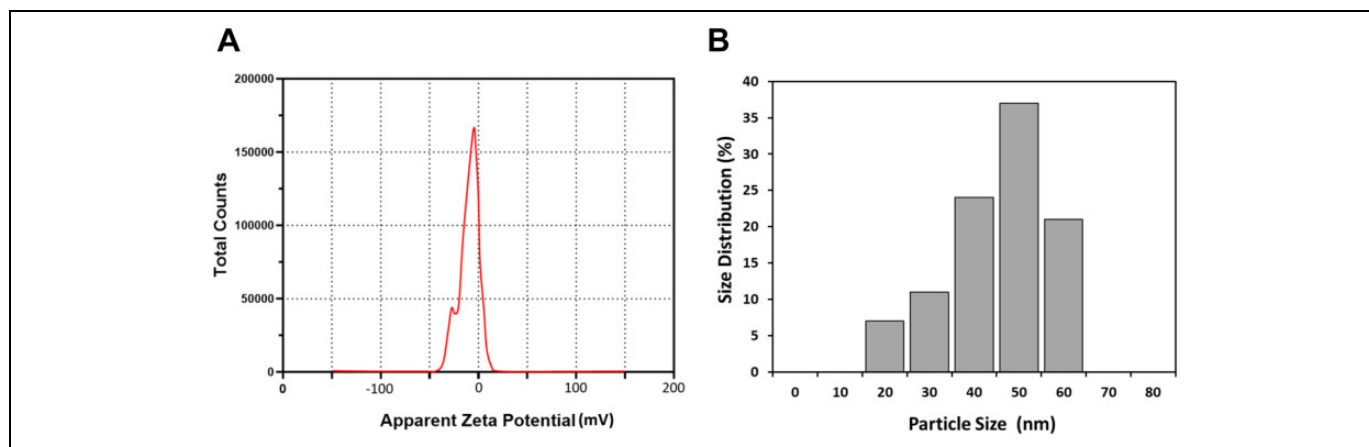 A
200000
150000
100000
50000
0
0 -100 0 100 200
Total Counts
Apparent Zeta Potential (mV)
B
40
35
30
25
20
15
10
5
0
0 10 20 30 40 50 60 70 80
Size Distribution (%)
Particle Size (nm)